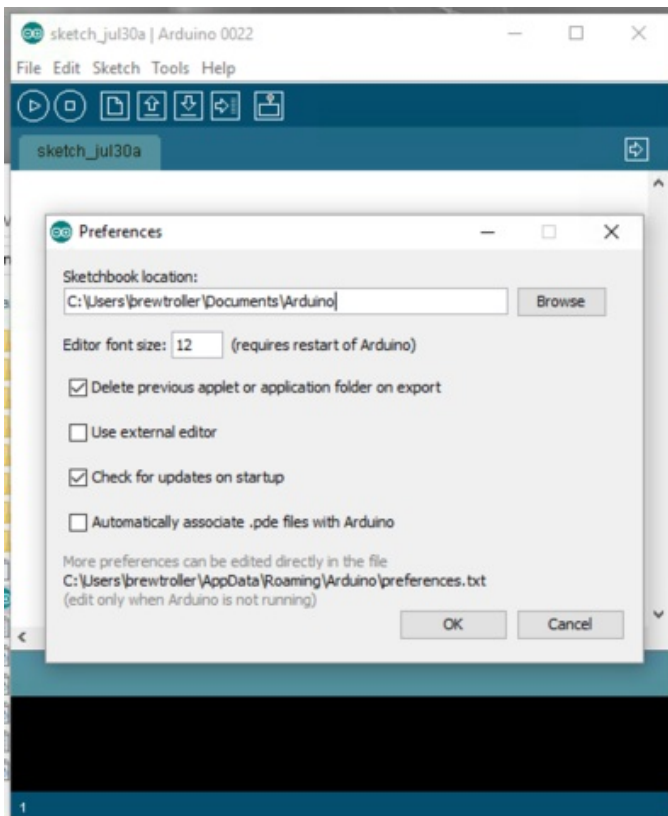 sketch_jul30a | Arduino 0022
File Edit Sketch Tools Help
sketch_jul30a
Preferences
Sketchbook location:
C:\Users\brewtroller\Documents\Arduino
Browse
Editor font size: 12 (requires restart of Arduino)
Delete previous applet or application folder on export
Use external editor
Check for updates on startup
Automatically associate .pde files with Arduino
More preferences can be edited directly in the file
C:\Users\brewtroller\AppData\Roaming\Arduino\preferences.txt
(edit only when Arduino is not running)
OK Cancel
1